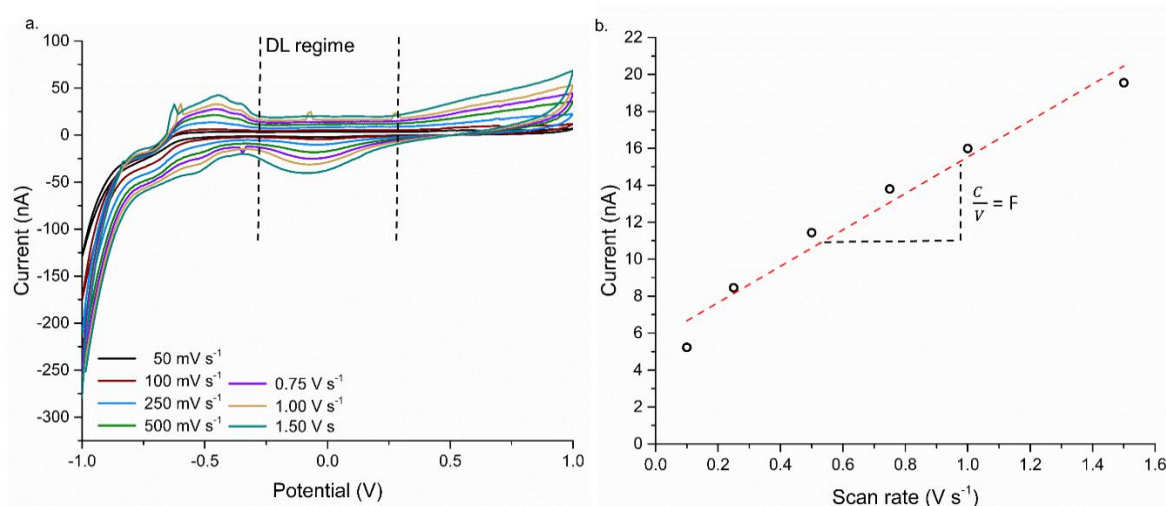 a.
DL regime
100
50
0
-50
-100
-150
-200
-250
-300
Current (nA)
50 mV s⁻¹
100 mV s⁻¹
250 mV s⁻¹
500 mV s⁻¹
0.75 V s⁻¹
1.00 V s⁻¹
1.50 V s
-1.0 -0.5 0.0 0.5 1.0
Potential (V)
b.
22
20
18
16
14
12
10
8
6
4
2
0
Current (nA)
C
V = F
0.0 0.2 0.4 0.6 0.8 1.0 1.2 1.4 1.6
Scan rate (V s⁻¹)